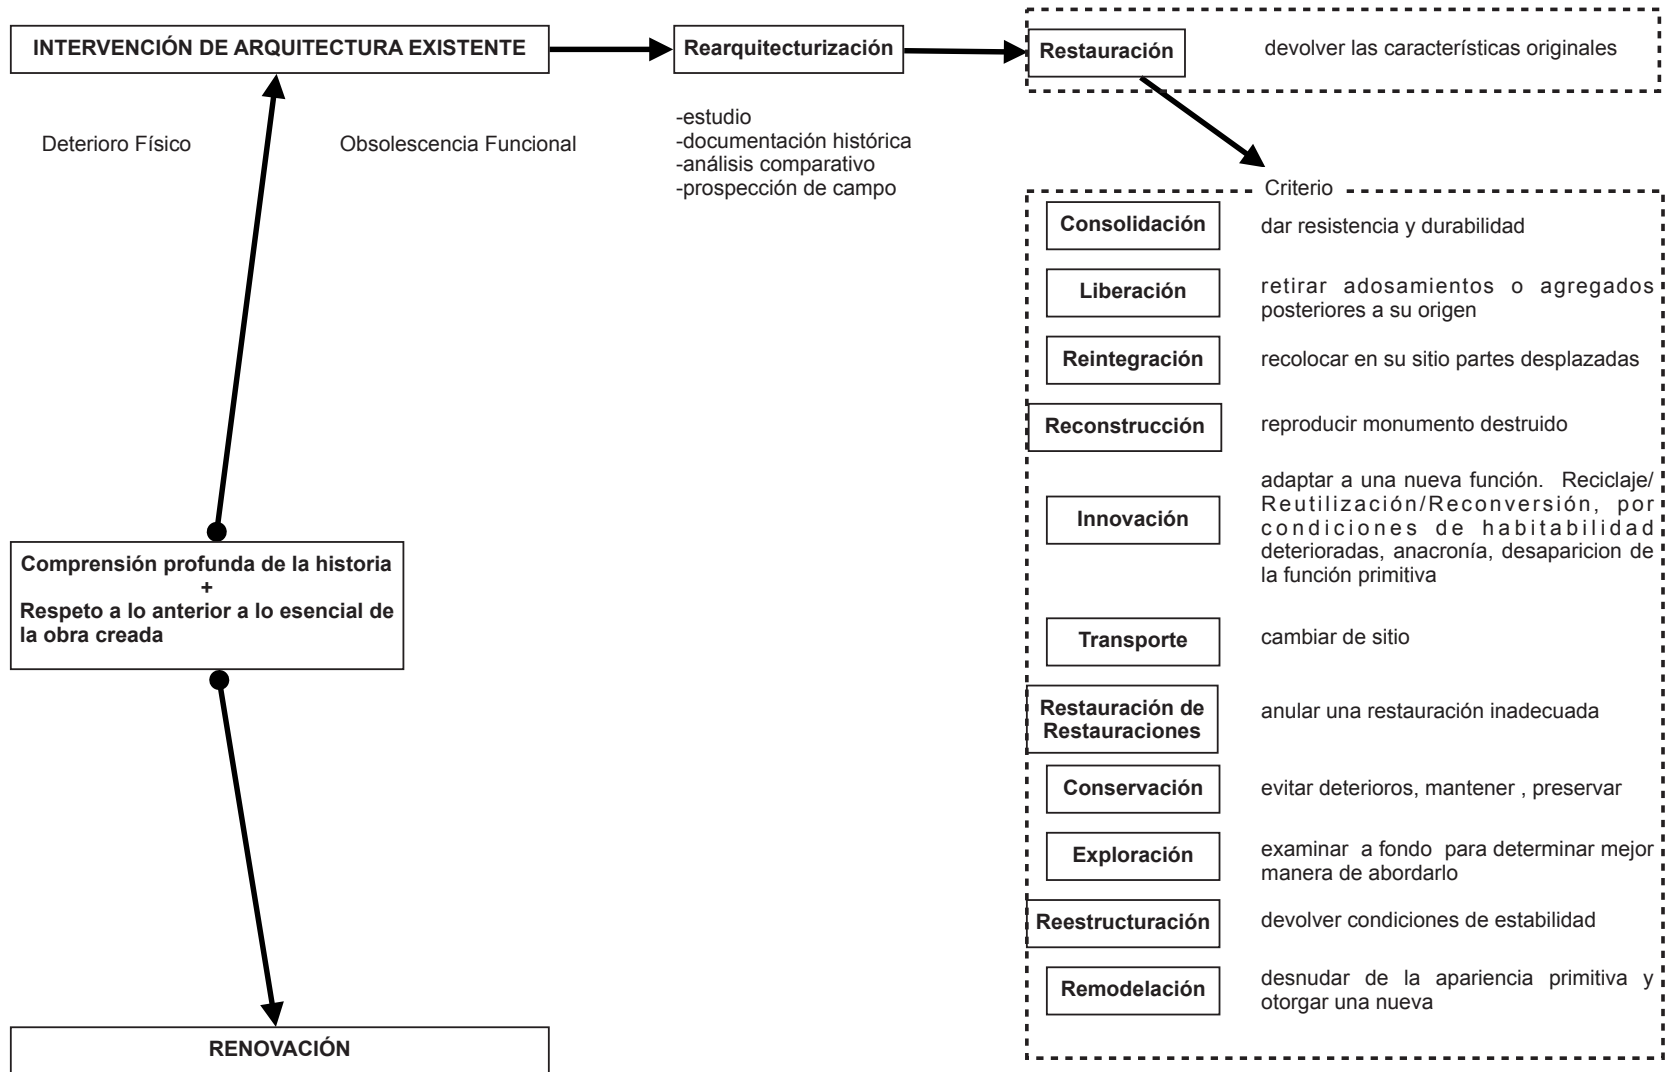 INTERVENCIÓN DE ARQUITECTURA EXISTENTE
Rearquitecturización
Restauración
devolver las características originales
Deterioro Físico
Obsolescencia Funcional
-estudio
-documentación histórica
-análisis comparativo
-prospección de campo
Criterio
Consolidación
dar resistencia y durabilidad
Liberación
retirar adosamientos o agregados
posteriores a su origen
Reintegración
recolocar en su sitio partes desplazadas
Reconstrucción
reproducir monumento destruido
Innovación
adaptar a una nueva función. Reciclaje/
Reutilización/Reconversión, por
condiciones de habitabilidad
deterioradas, anacronía, desaparicion de
la función primitiva
Comprensión profunda de la historia
+
Respeto a lo anterior a lo esencial de
la obra creada
Transporte
cambiar de sitio
Restauración de
Restauraciones
anular una restauración inadecuada
Conservación
evitar deterioros, mantener , preservar
Exploración
examinar a fondo para determinar mejor
manera de abordarlo
Reestructuración
devolver condiciones de estabilidad
Remodelación
desnudar de la apariencia primitiva y
otorgar una nueva
RENOVACIÓN